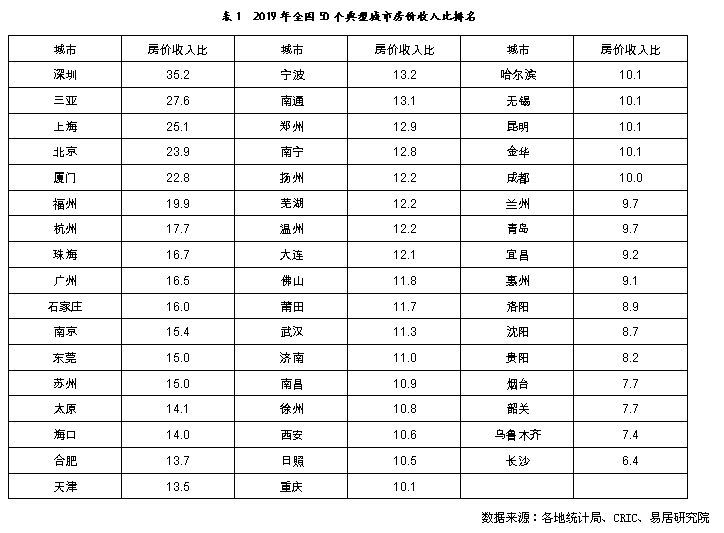 表1 2019年全国50个典型城市房价收入比排名
城市 房价收入比 城市 房价收入比 城市 房价收入比
深圳 35.2 宁波 13.2 哈尔滨 10.1
三亚 27.6 南通 13.1 无锡 10.1
上海 25.1 郑州 12.9 昆明 10.1
北京 23.9 南宁 12.8 金华 10.1
厦门 22.8 扬州 12.2 成都 10.0
福州 19.9 芜湖 12.2 兰州 9.7
杭州 17.7 温州 12.2 青岛 9.7
珠海 16.7 大连 12.1 宜昌 9.2
广州 16.5 佛山 11.8 惠州 9.1
石家庄 16.0 莆田 11.7 洛阳 8.9
南京 15.4 武汉 11.3 沈阳 8.7
东莞 15.0 济南 11.0 贵阳 8.2
苏州 15.0 南昌 10.9 烟台 7.7
太原 14.1 徐州 10.8 韶关 7.7
海口 14.0 西安 10.6 乌鲁木齐 7.4
合肥 13.7 日照 10.5 长沙 6.4
天津 13.5 重庆 10.1
数据来源：各地统计局、CRIC、易居研究院